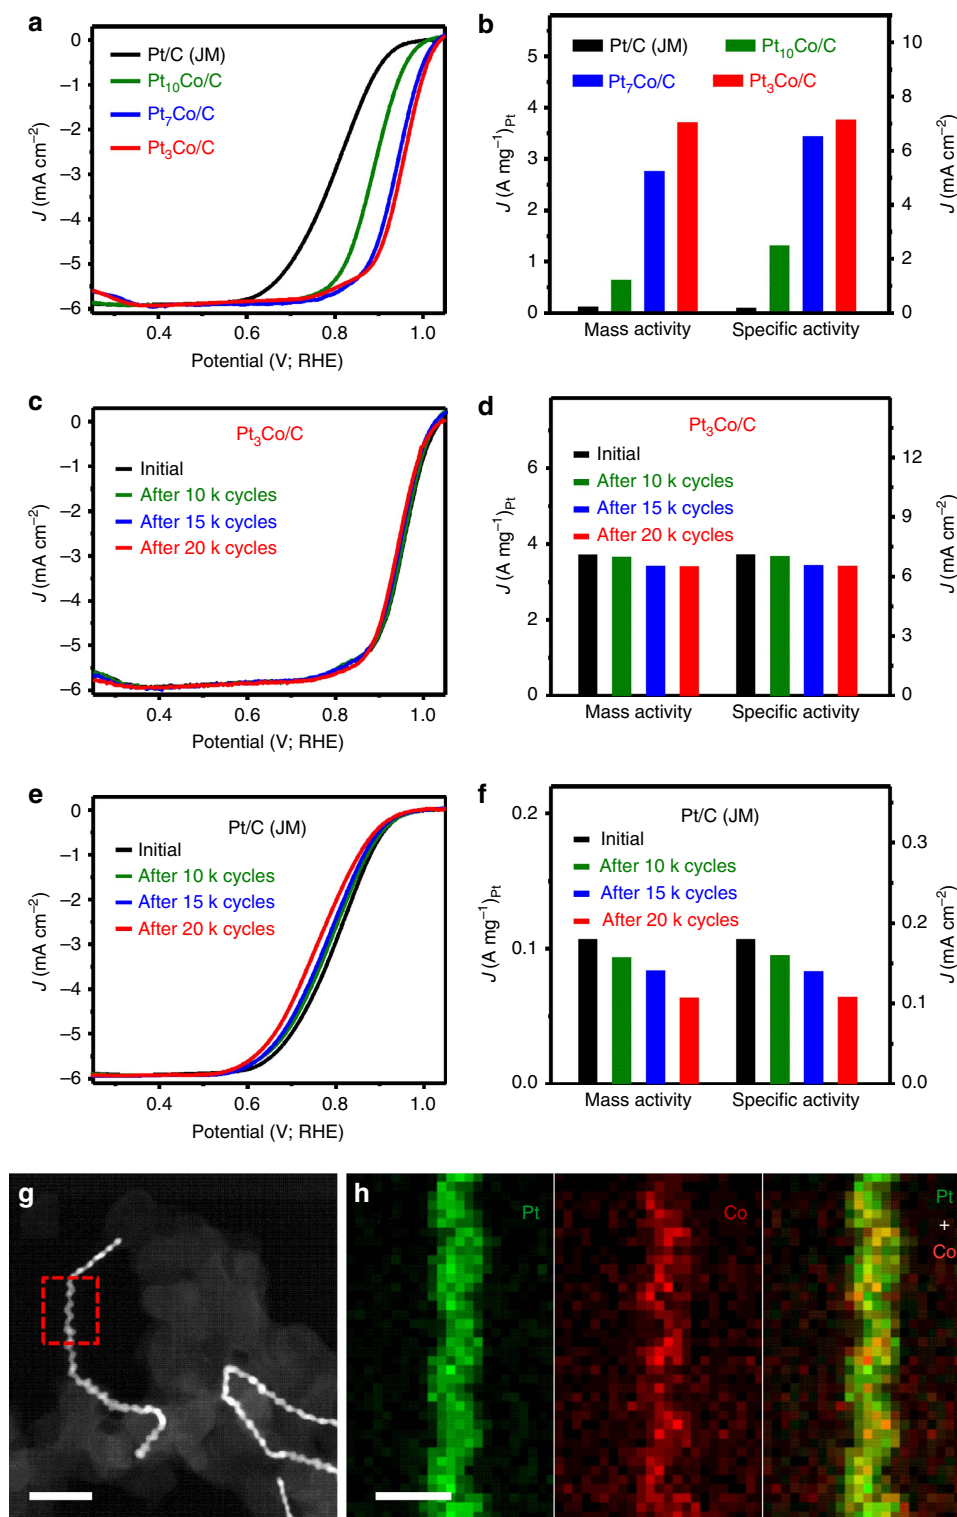 a
0
−1
−2
−3
−4
−5
−6
J (mA cm−2)
Pt/C (JM)
Pt10Co/C
Pt7Co/C
Pt3Co/C
0.4 0.6 0.8 1.0
Potential (V; RHE)
b
5
4
3
2
1
0
J (A mg−1)Pt
Pt/C (JM) Pt10Co/C
Pt7Co/C Pt3Co/C
10
8
6
4
2
0
J (mA cm−2)
Mass activity Specific activity
c
0
−1
−2
−3
−4
−5
−6
J (mA cm−2)
Pt3Co/C
Initial
After 10 k cycles
After 15 k cycles
After 20 k cycles
0.4 0.6 0.8 1.0
Potential (V; RHE)
d
6
4
2
0
J (A mg−1)Pt
Pt3Co/C
Initial
After 10 k cycles
After 15 k cycles
After 20 k cycles
12
9
6
3
0
J (mA cm−2)
Mass activity Specific activity
e
0
−1
−2
−3
−4
−5
−6
J (mA cm−2)
Pt/C (JM)
Initial
After 10 k cycles
After 15 k cycles
After 20 k cycles
0.4 0.6 0.8 1.0
Potential (V; RHE)
f
0.2
0.1
0.0
J (A mg−1)Pt
Pt/C (JM)
Initial
After 10 k cycles
After 15 k cycles
After 20 k cycles
0.3
0.2
0.1
0.0
J (mA cm−2)
Mass activity Specific activity
g
h
Pt
Co
Pt
+
Co